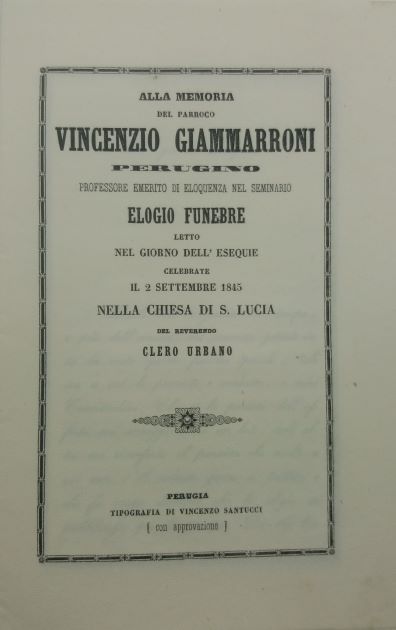 ALLA MEMORIA
DEL PARROCO
VINCENZIO GIAMMARRONI
PERUGINO
PROFESSORE EMERITO DI ELOQUENZA NEL SEMINARIO
ELOGIO FUNEBRE
LETTO
NEL GIORNO DELL' ESEQUIE
CELEBRATE
IL 2 SETTEMBRE 1845
NELLA CHIESA DI S. LUCIA
DEL REVERENDO
CLERO URBANO
PERUGIA
TIPOGRAFIA DI VINCENZO SANTUCCI
( con approvazione )